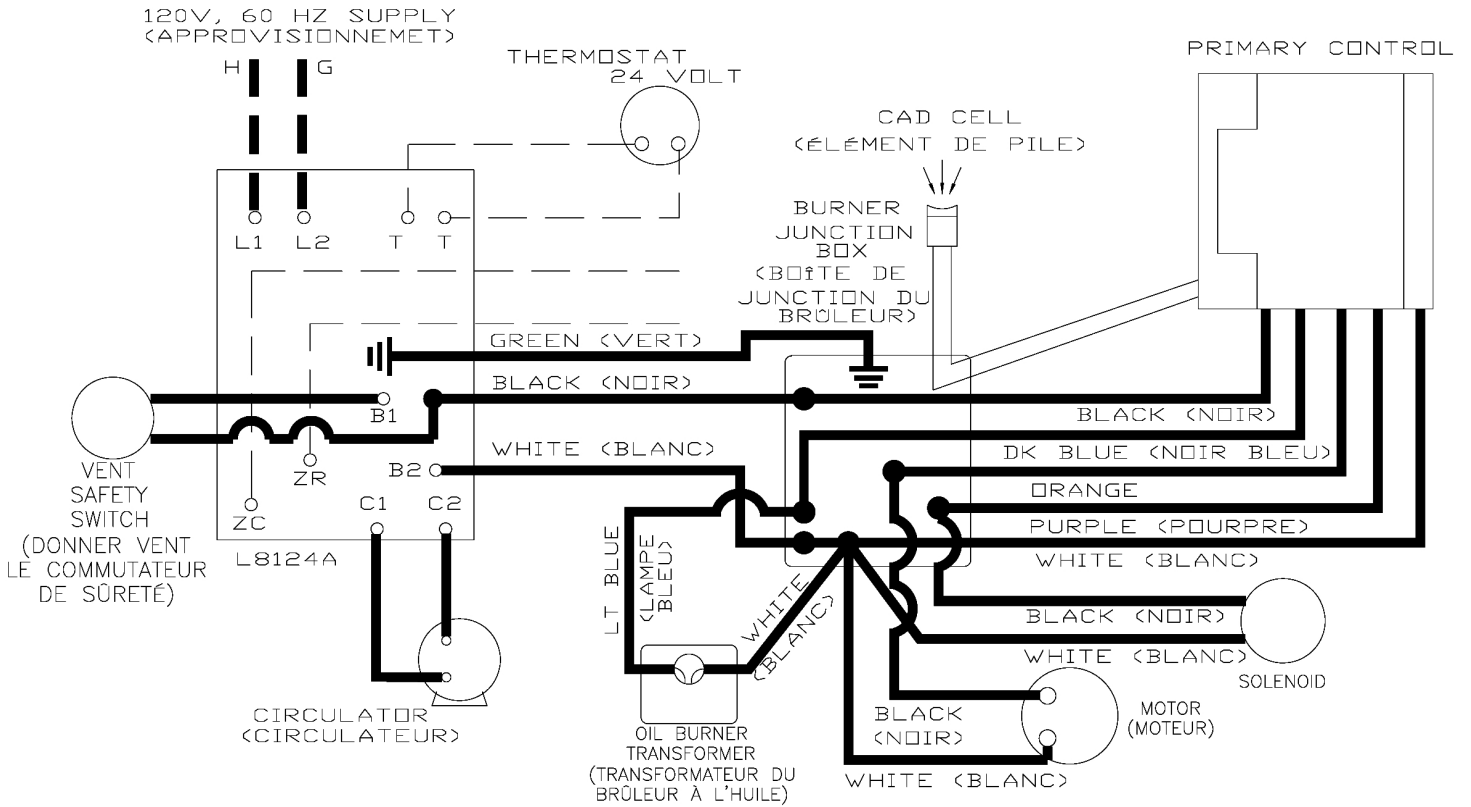 120V, 60 HZ SUPPLY
(APPROVISIONNEMET)
H
G
THERMOSTAT
24 VOLT
PRIMARY CONTROL
CAD CELL
(ÉLÉMENT DE PILE)
BURNER
JUNCTION
BOX
(BOÎTE DE
JUNCTION DU
BRÛLEUR)
L1
L2
T
T
GREEN (VERT)
BLACK (NOIR)
B1
BLACK (NOIR)
WHITE (BLANC)
DK BLUE (NOIR BLEU)
B2
ZR
ORANGE
VENT
SAFETY
SWITCH
(DONNER VENT
LE COMMUTATEUR
DE SÛRETÉ)
ZC
C1
C2
PURPLE (POURPRE)
L8124A
WHITE (BLANC)
LT BLUE
(LAMPE
BLEU)
WHITE
(BLANC)
BLACK (NOIR)
WHITE (BLANC)
SOLENOID
CIRCULATOR
(CIRCULATEUR)
BLACK
(NOIR)
MOTOR
(MOTEUR)
OIL BURNER
TRANSFORMER
(TRANSFORMATEUR DU
BRÛLEUR À L'HUILE)
WHITE (BLANC)